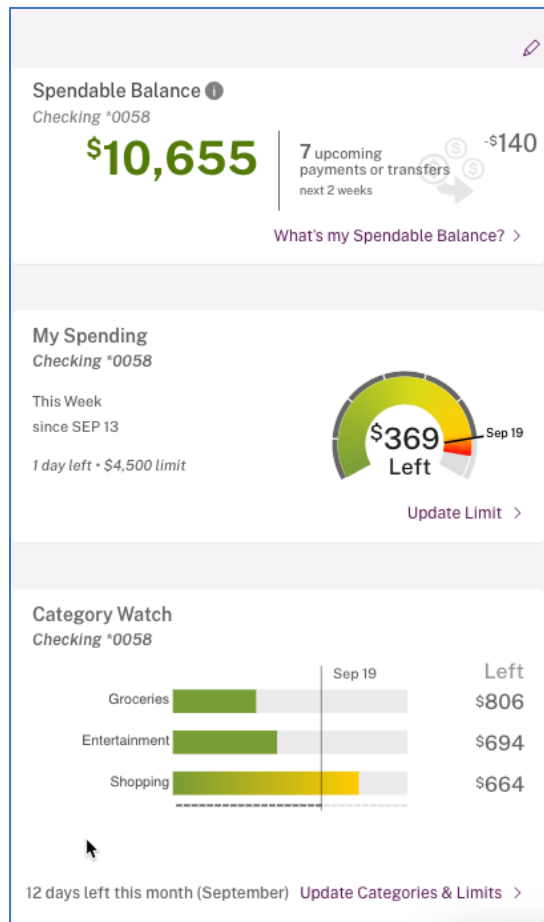 Spendable Balance
Checking *0058
$10,655
7 upcoming
payments or transfers
next 2 weeks
-$140
What's my Spendable Balance? >
My Spending
Checking *0058
This Week
since SEP 13
1 day left • $4,500 limit
$369
Left
Sep 19
Update Limit >
Category Watch
Checking *0058
Sep 19 Left
Groceries $806
Entertainment $694
Shopping $664
12 days left this month (September) Update Categories & Limits >